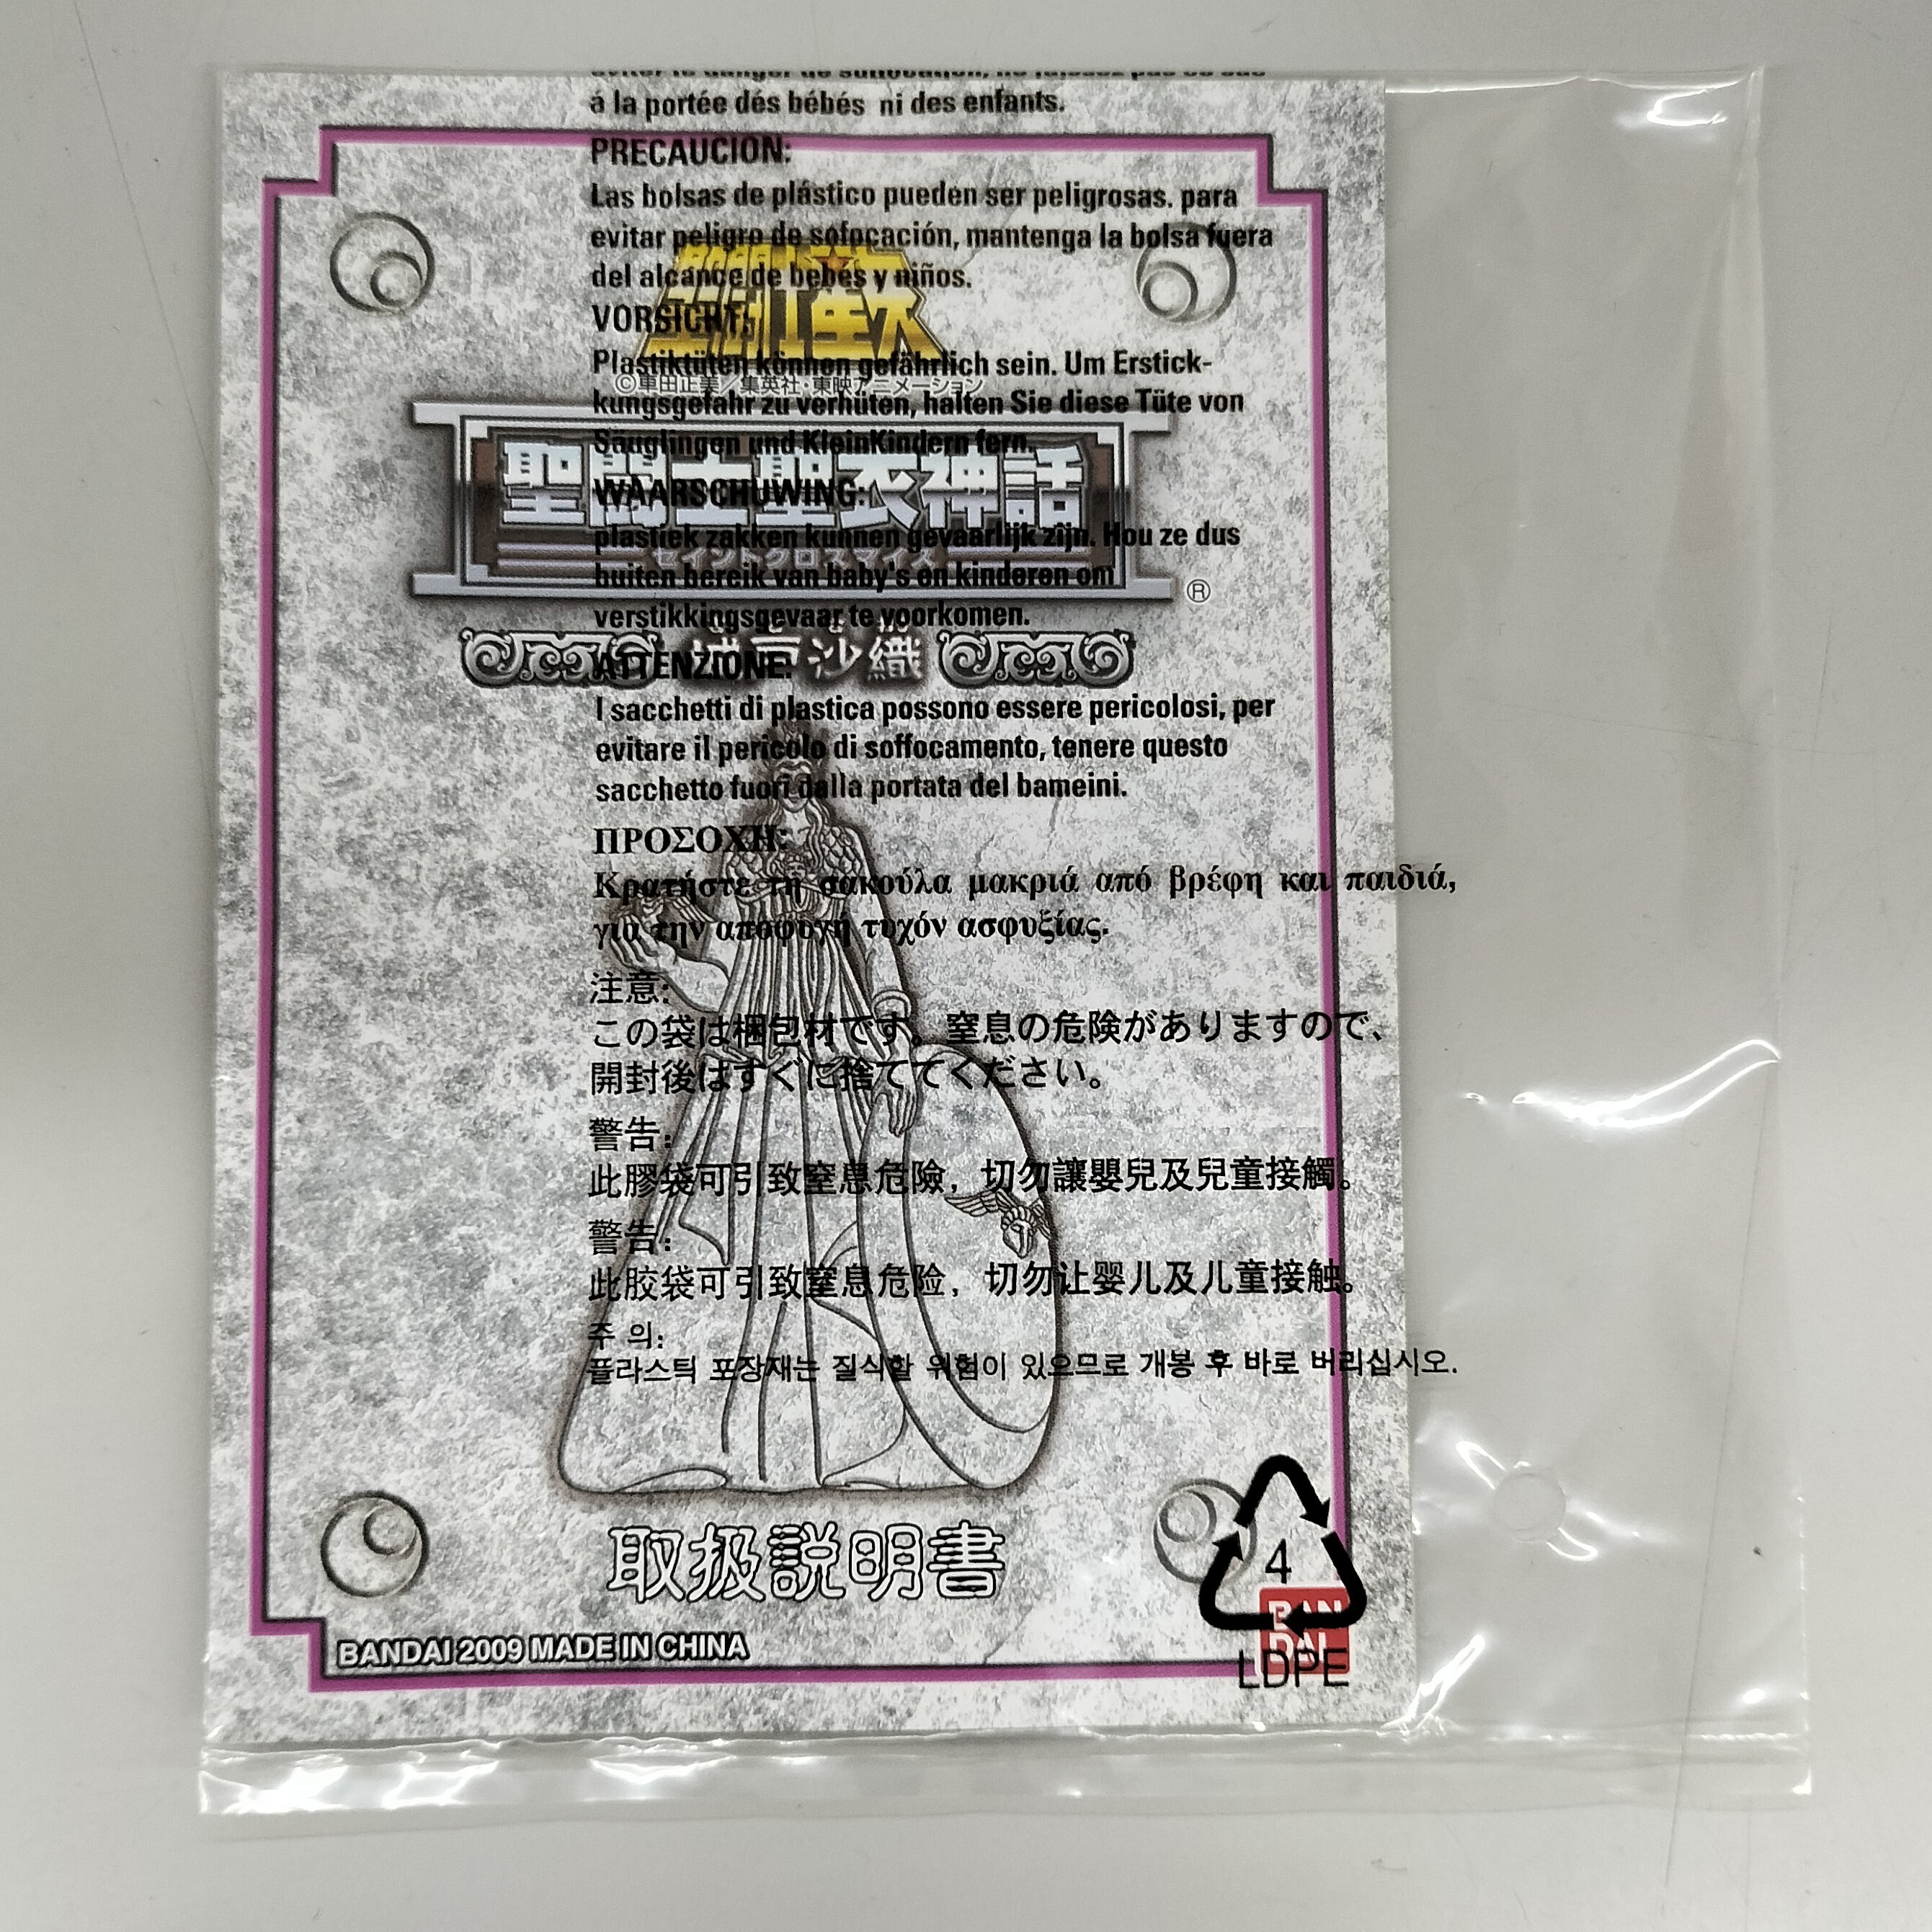 à la portée dés bébés ni des enfants.
PRECAUCION:
Las bolsas de plástico pueden ser peligrosas. para
evitar peligro de sofocación, mantenga la bolsa fuera
del alcance de bebés y niños.
VORSICHT:
Plastiktüten können gefährlich sein. Um Erstick-
kungsgefahr zu verhüten, halten Sie diese Tüte von
Säuglingen und KleinKindern fern.
WAARSCHUWING:
plastiek zakken kunnen gevaarlijk zijn. Hou ze dus
buiten bereik van baby's en kinderen om
verstikkingsgevaar te voorkomen.
ATTENZIONE:
I sacchetti di plastica possono essere pericolosi, per
evitare il pericolo di soffocamento, tenere questo
sacchetto fuori dalla portata del bameini.
ΠΡΟΣΟΧΗ:
Κρατήστε τη σακούλα μακριά από βρέφη και παιδιά,
για την αποφυγή τυχόν ασφυξίας.
注意:
この袋は梱包材です。窒息の危険がありますので、
開封後はすぐに捨ててください。
警告:
此膠袋可引致窒息危險，切勿讓嬰兒及兒童接觸。
警告:
此胶袋可引致窒息危险，切勿让婴儿及儿童接触。
주 의:
플라스틱 포장재는 질식할 위험이 있으므로 개봉 후 바로 버리십시오.
4
LDPE
聖闘士星矢
©車田正美／集英社・東映アニメーション
聖闘士聖衣神話
セイントクロスマイス
®
城戸沙織
取扱説明書
BANDAI 2009 MADE IN CHINA
BAN
DAI